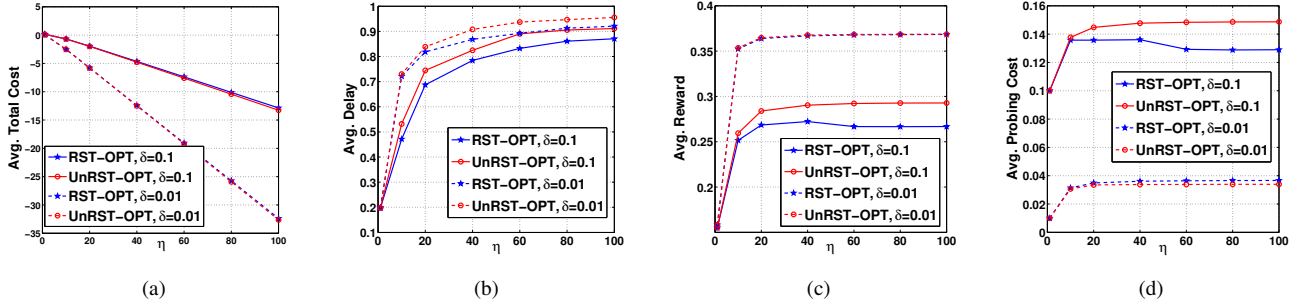 Avg. Total Cost
5
0
−5
−10
−15
−20
−25
−30
−35
0 20 40 60 80 100
η
RST−OPT, δ=0.1
UnRST−OPT, δ=0.1
RST−OPT, δ=0.01
UnRST−OPT, δ=0.01
(a)
Avg. Delay
1
0.9
0.8
0.7
0.6
0.5
0.4
0.3
0.2
0.1
0 20 40 60 80 100
η
RST−OPT, δ=0.1
UnRST−OPT, δ=0.1
RST−OPT, δ=0.01
UnRST−OPT, δ=0.01
(b)
Avg. Reward
0.4
0.35
0.3
0.25
0.2
0 20 40 60 80 100
η
RST−OPT, δ=0.1
UnRST−OPT, δ=0.1
RST−OPT, δ=0.01
UnRST−OPT, δ=0.01
(c)
Avg. Probing Cost
0.16
0.14
0.12
0.1
0.08
0.06
0.04
0.02
0
0 20 40 60 80 100
η
RST−OPT, δ=0.1
UnRST−OPT, δ=0.1
RST−OPT, δ=0.01
UnRST−OPT, δ=0.01
(d)